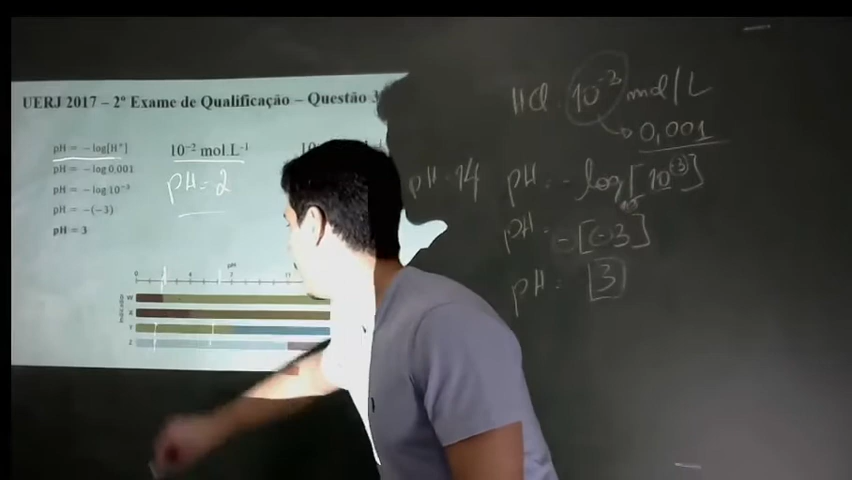 UERJ 2017 – 2º Exame de Qualificação – Questão 3
pH = – log[H⁺]
pH = – log 0,001
pH = – log 10⁻³
pH = – (–3)
pH = 3
10⁻² mol.L⁻¹
pH = 2
pH
0
11
W
X
Y
Z
pH = 14
HCl = 10⁻³ mol/L
0,001
pH = – log[10⁻³]
pH = –[–3]
pH = 3